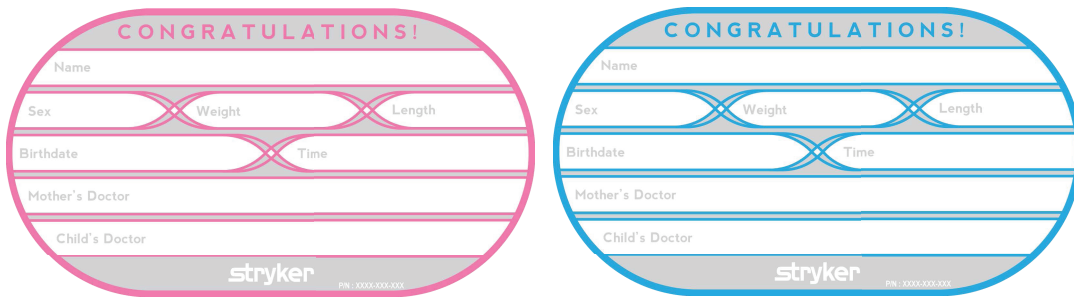 CONGRATULATIONS!
Name
Sex Weight Length
Birthdate Time
Mother's Doctor
Child's Doctor
stryker
P/N : XXXX-XXX-XXX
CONGRATULATIONS!
Name
Sex Weight Length
Birthdate Time
Mother's Doctor
Child's Doctor
stryker
P/N : XXXX-XXX-XXX